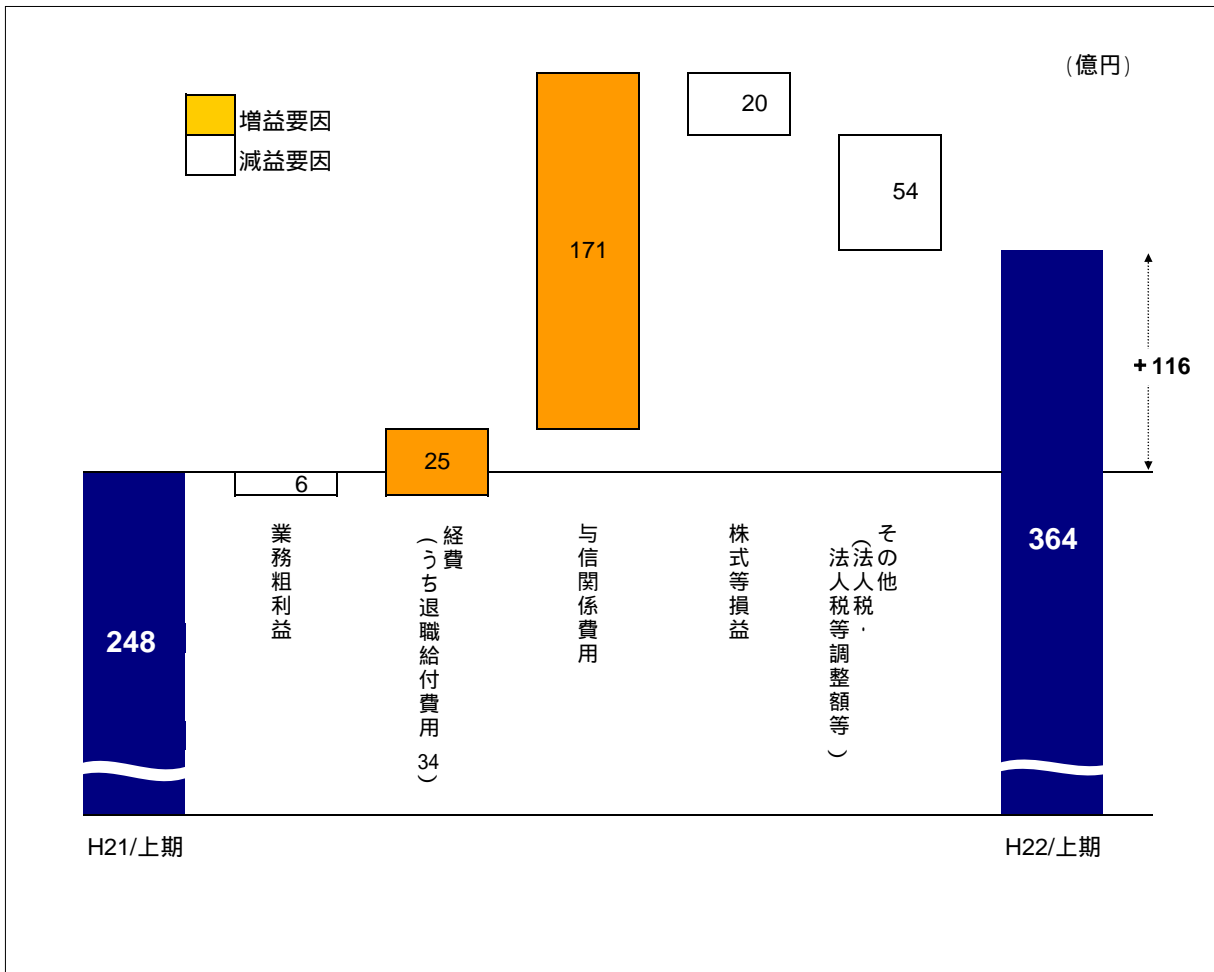 (億円)
増益要因
減益要因
20
54
171
+116
25
6
248
364
業務粗利益
経費
(うち退職給付費用 34)
与信関係費用
株式等損益
その他
(法人税・
法人税等調整額等)
H21/上期
H22/上期